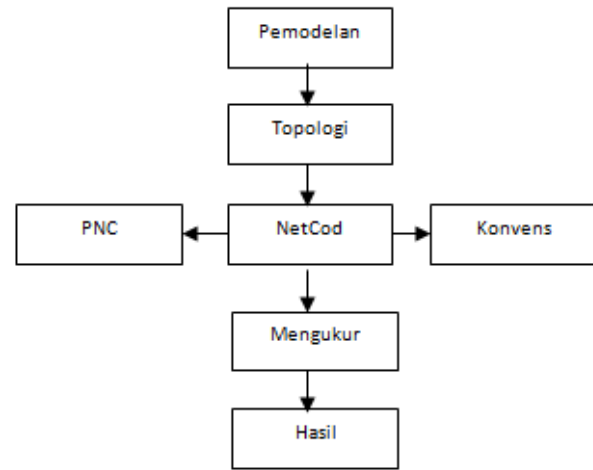 Pemodelan
Topologi
PNC
NetCod
Konvens
Mengukur
Hasil